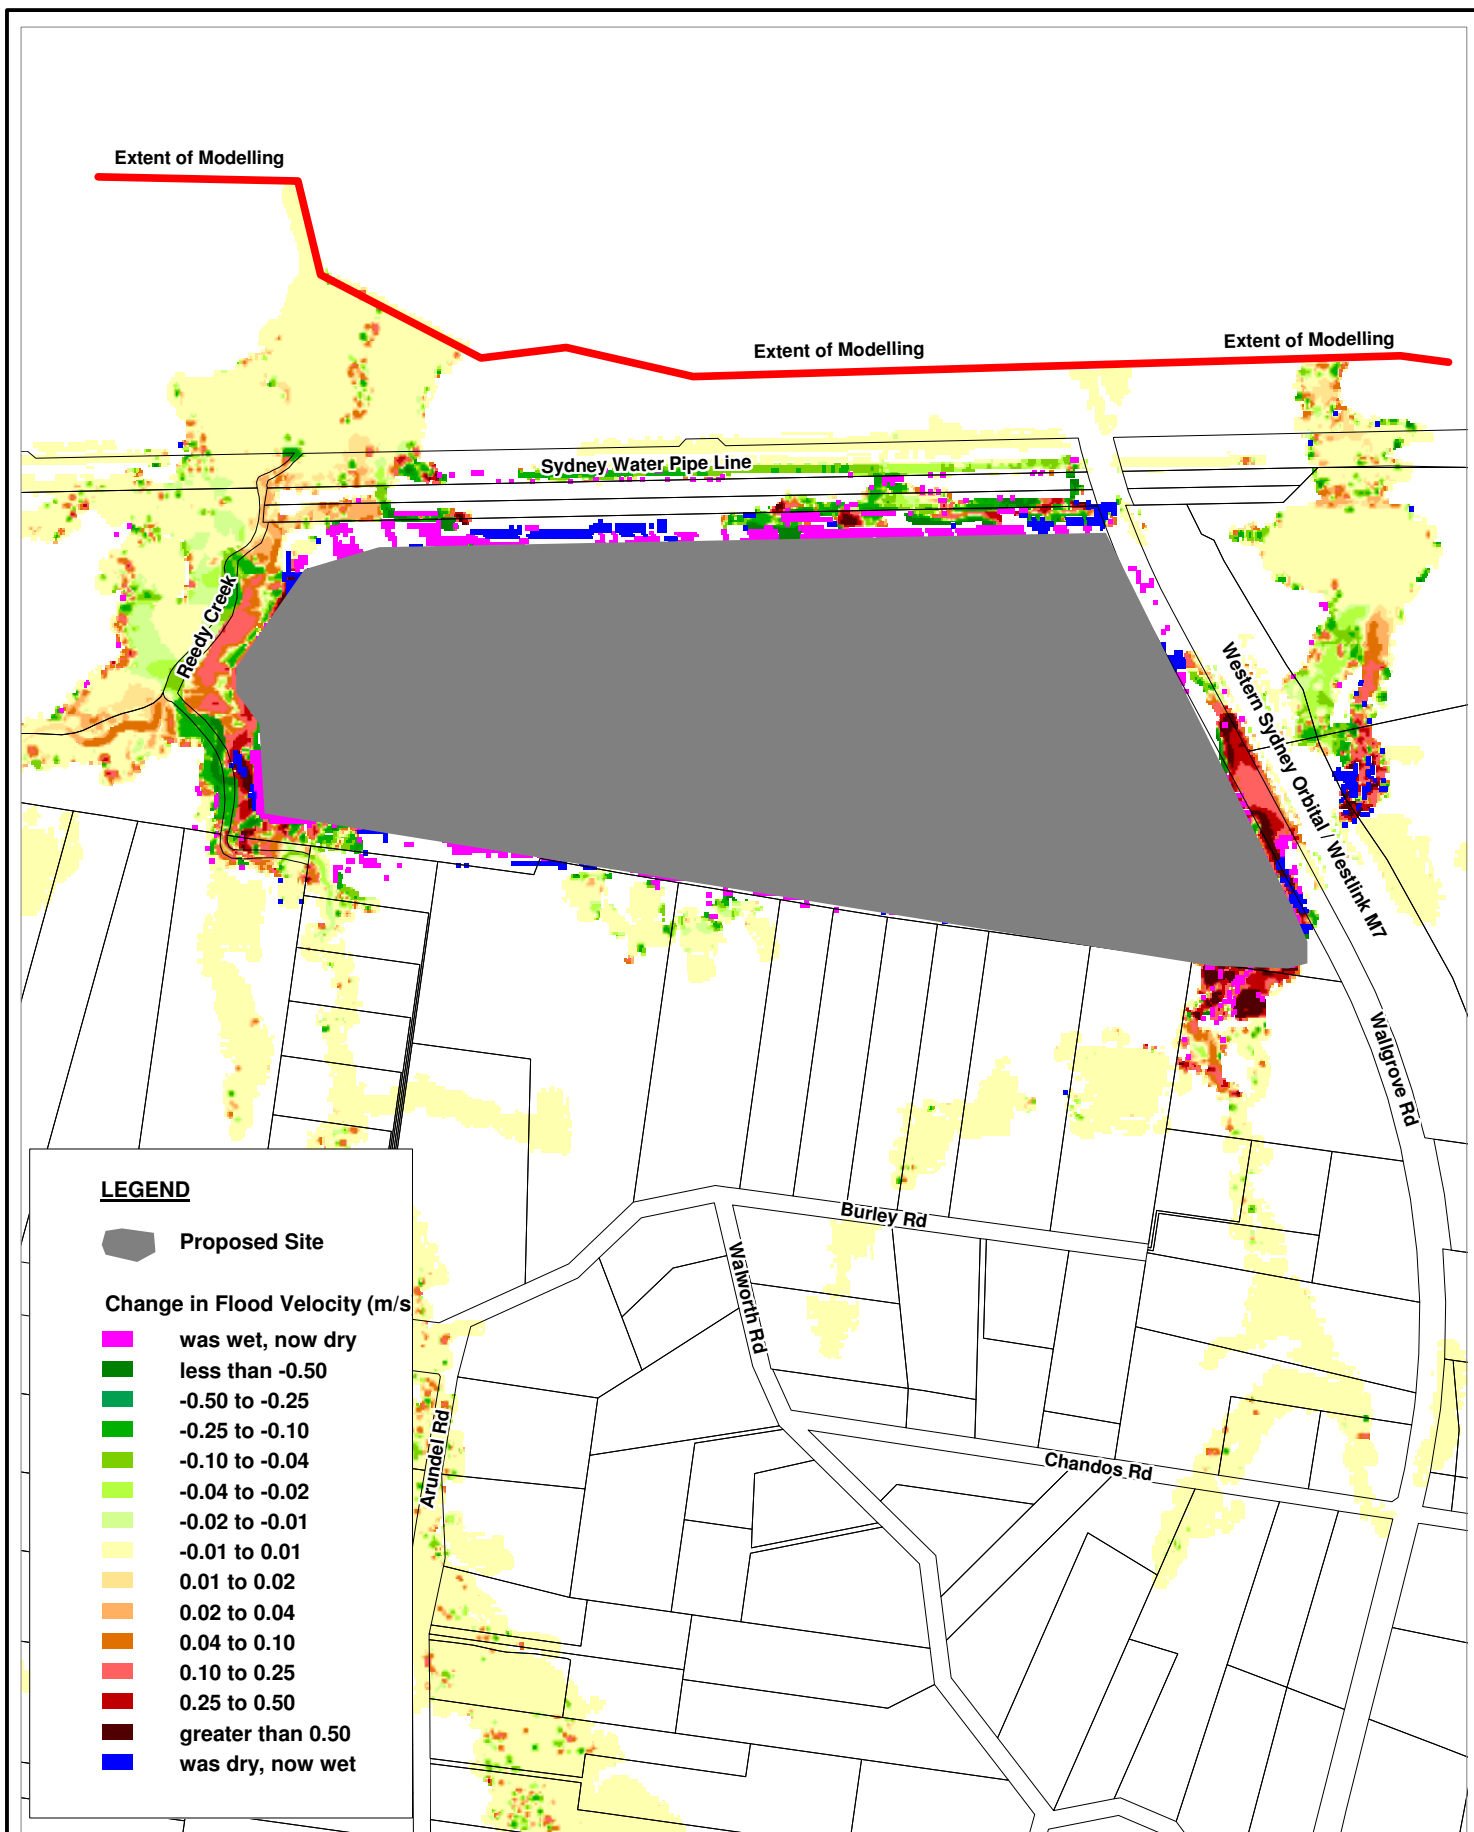 Extent of Modelling
Extent of Modelling
Extent of Modelling
Sydney Water Pipe Line
Reedy Creek
Western Sydney Orbital / Westlink M7
Wallgrove Rd
Burley Rd
Walworth Rd
Chandos Rd
Arundel Rd
LEGEND
Proposed Site
Change in Flood Velocity (m/s
was wet, now dry
less than -0.50
-0.50 to -0.25
-0.25 to -0.10
-0.10 to -0.04
-0.04 to -0.02
-0.02 to -0.01
-0.01 to 0.01
0.01 to 0.02
0.02 to 0.04
0.04 to 0.10
0.10 to 0.25
0.25 to 0.50
greater than 0.50
was dry, now wet